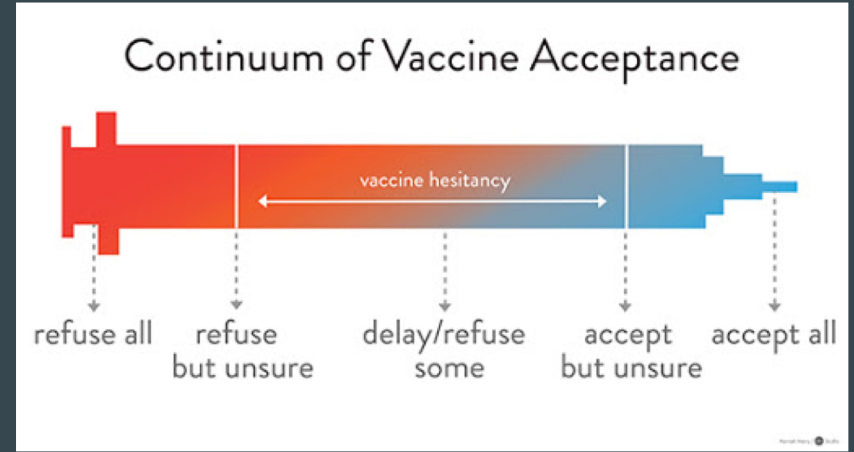 Continuum of Vaccine Acceptance
vaccine hesitancy
refuse all
refuse
but unsure
delay/refuse
some
accept
but unsure
accept all